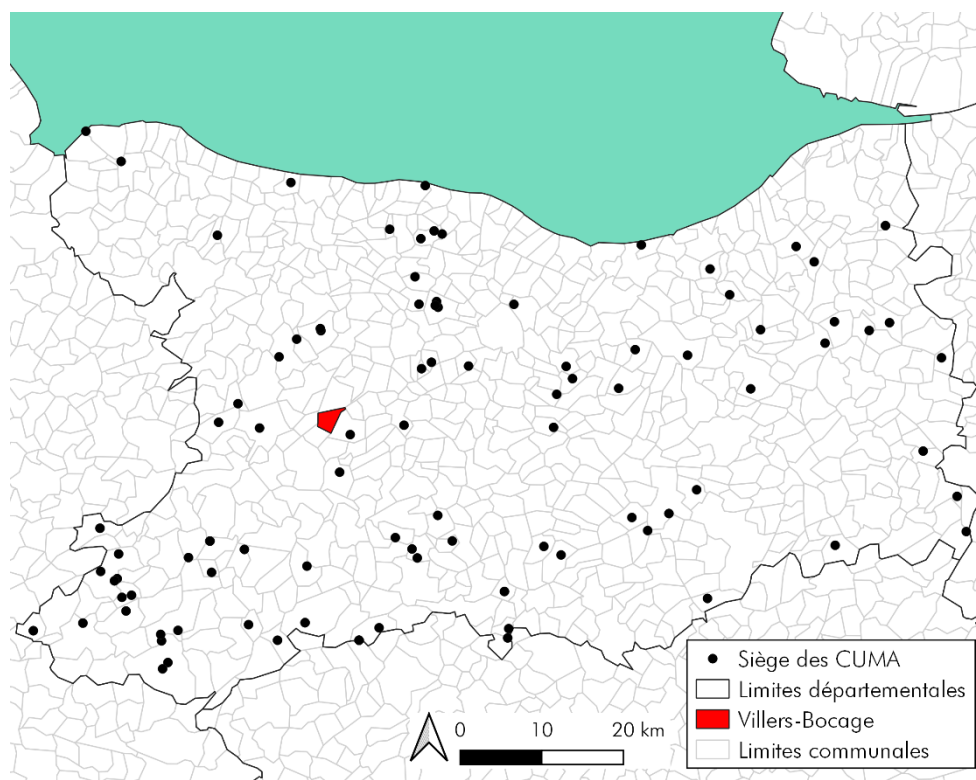 Siège des CUMA
Limites départementales
Villers-Bocage
Limites communales
0 10 20 km